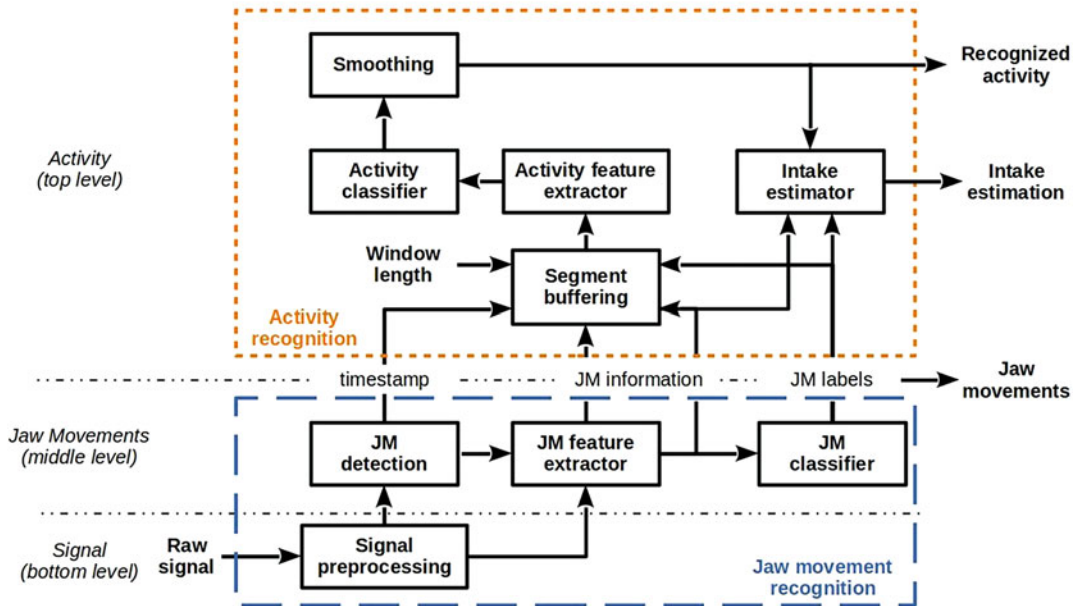 Smoothing
Recognized
activity
Activity
(top level)
Activity
classifier
Activity feature
extractor
Intake
estimator
Intake
estimation
Window
length
Segment
buffering
Activity
recognition
timestamp
JM information
JM labels
Jaw
movements
Jaw Movements
(middle level)
JM
detection
JM feature
extractor
JM
classifier
Signal
(bottom level)
Raw
signal
Signal
preprocessing
Jaw movement
recognition